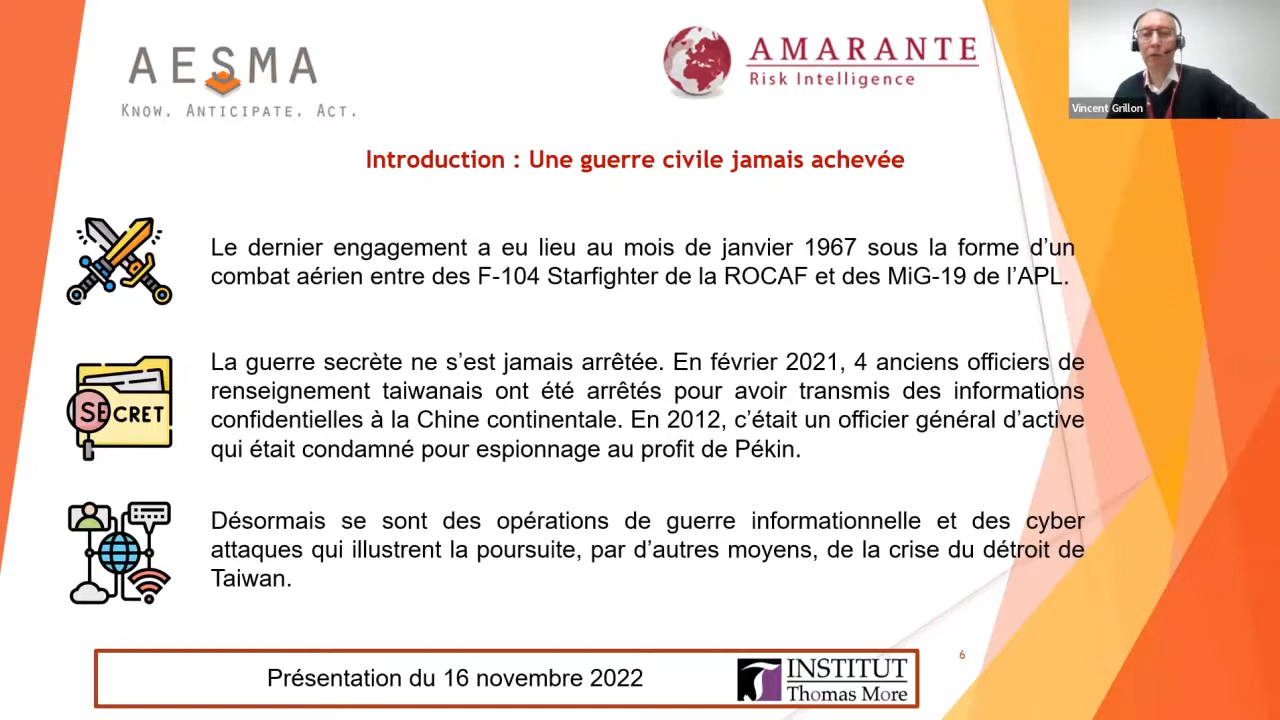 AESMA
KNOW. ANTICIPATE. ACT.
AMARANTE
Risk Intelligence
Vincent Grillon
Introduction : Une guerre civile jamais achevée
Le dernier engagement a eu lieu au mois de janvier 1967 sous la forme d’un
combat aérien entre des F-104 Starfighter de la ROCAF et des MiG-19 de l’APL.
SECRET
La guerre secrète ne s’est jamais arrêtée. En février 2021, 4 anciens officiers de
renseignement taiwanais ont été arrêtés pour avoir transmis des informations
confidentielles à la Chine continentale. En 2012, c’était un officier général d’active
qui était condamné pour espionnage au profit de Pékin.
Désormais se sont des opérations de guerre informationnelle et des cyber
attaques qui illustrent la poursuite, par d’autres moyens, de la crise du détroit de
Taiwan.
6
Présentation du 16 novembre 2022
INSTITUT
Thomas More